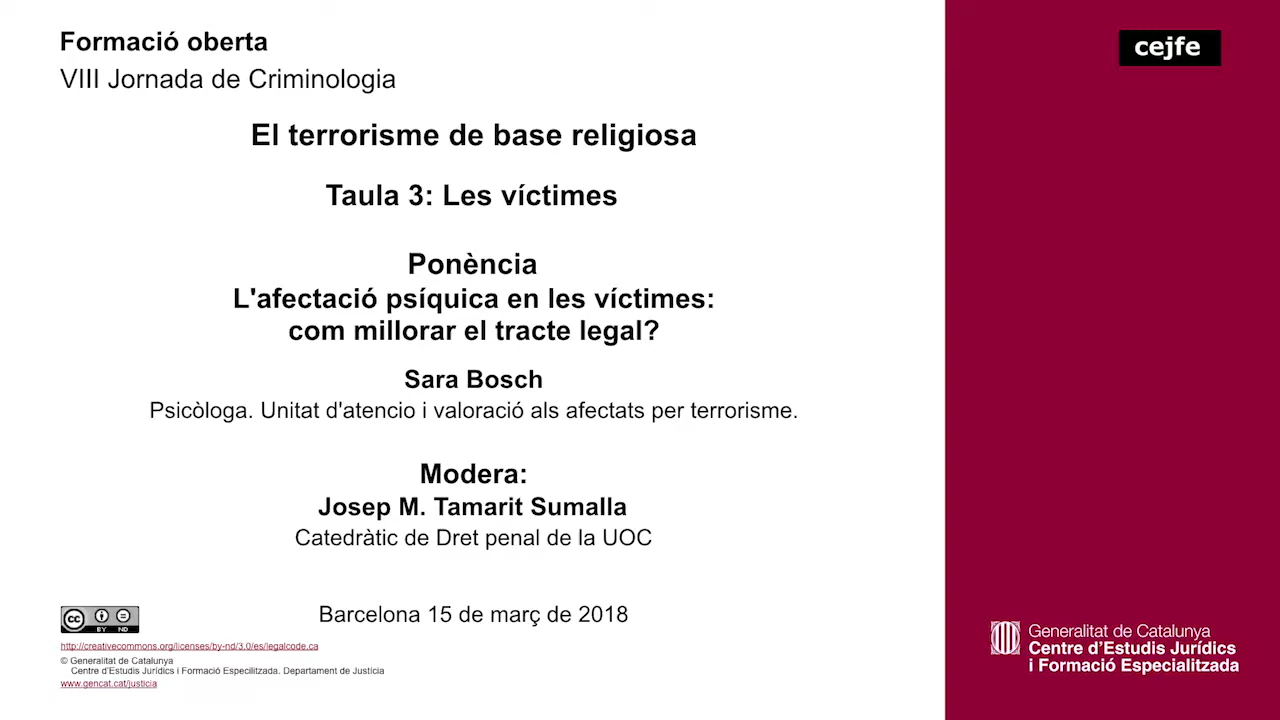 Formació oberta
VIII Jornada de Criminologia
cejfe
El terrorisme de base religiosa
Taula 3: Les víctimes
Ponència
L'afectació psíquica en les víctimes:
com millorar el tracte legal?
Sara Bosch
Psicòloga. Unitat d'atencio i valoració als afectats per terrorisme.
Modera:
Josep M. Tamarit Sumalla
Catedràtic de Dret penal de la UOC
Barcelona 15 de març de 2018
cc BY ND
http://creativecommons.org/licenses/by-nd/3.0/es/legalcode.ca
© Generalitat de Catalunya
Centre d'Estudis Jurídics i Formació Especilitzada. Departament de Justícia
www.gencat.cat/justicia
Generalitat de Catalunya
Centre d'Estudis Jurídics
i Formació Especialitzada